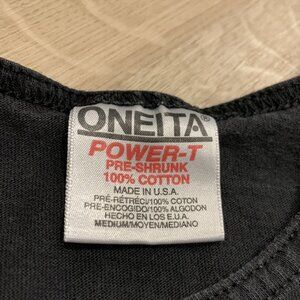 ONEITA®
POWER-T
PRE-SHRUNK
100% COTTON
MADE IN U.S.A.
PRÉ-RÉTRÉCI/100% COTON
PRE-ENCOGIDO/100% ALGODON
HECHO EN LOS E.U.A.
MEDIUM/MOYEN/MEDIANO